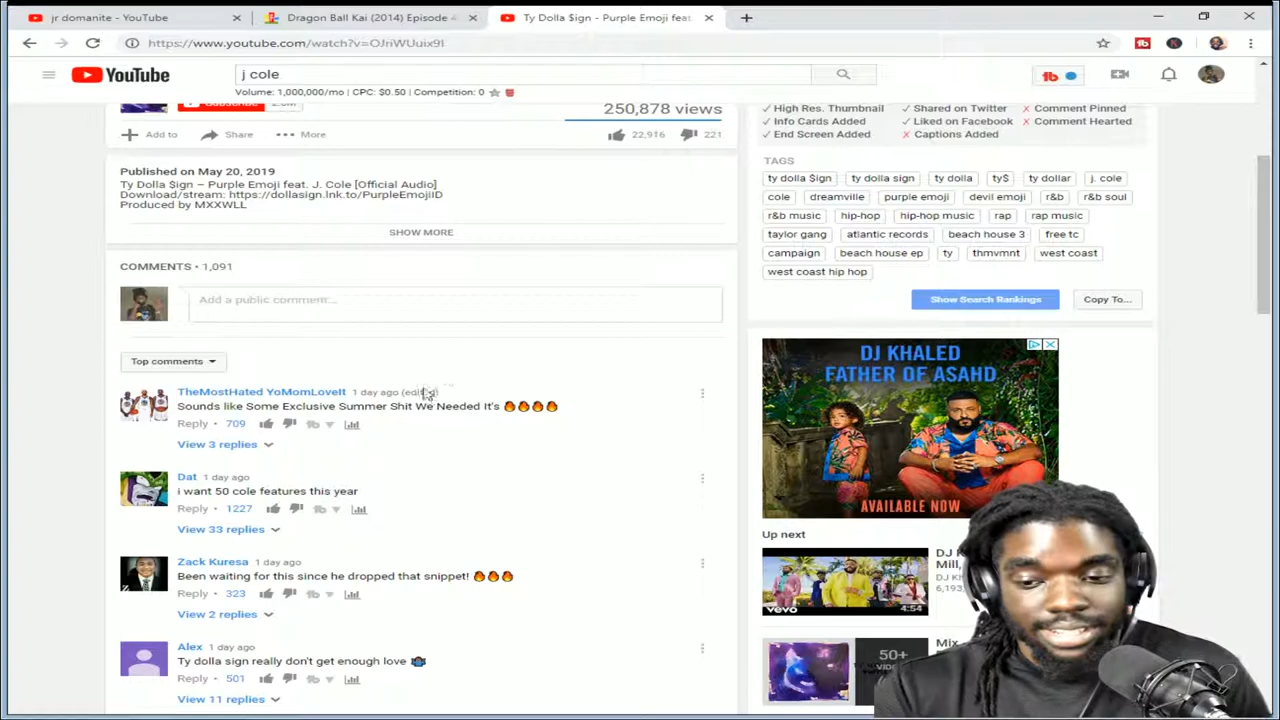 jr domanite - YouTube
Dragon Ball Kai (2014) Episode 4
Ty Dolla $ign - Purple Emoji feat.
https://www.youtube.com/watch?v=OJriWUuix9I
YouTube
j cole
Volume: 1,000,000/mo | CPC: $0.50 | Competition: 0
250,878 views
Add to
Share
More
22,916
221
High Res. Thumbnail
Shared on Twitter
Comment Pinned
Info Cards Added
Liked on Facebook
Comment Hearted
End Screen Added
Captions Added
Published on May 20, 2019
Ty Dolla $ign – Purple Emoji feat. J. Cole [Official Audio]
Download/stream: https://dollasign.lnk.to/PurpleEmojiID
Produced by MXXWLL
SHOW MORE
TAGS
ty dolla $ign
ty dolla sign
ty dolla
ty$
ty dollar
j. cole
cole
dreamville
purple emoji
devil emoji
r&b
r&b soul
r&b music
hip-hop
hip-hop music
rap
rap music
taylor gang
atlantic records
beach house 3
free tc
campaign
beach house ep
ty
thmvmnt
west coast
west coast hip hop
Show Search Rankings
Copy To...
COMMENTS • 1,091
Add a public comment...
Top comments
TheMostHated YoMomLoveIt 1 day ago (edited)
Sounds like Some Exclusive Summer Shit We Needed It's 🔥🔥🔥🔥
Reply • 709
View 3 replies
Dat 1 day ago
i want 50 cole features this year
Reply 1227
View 33 replies
Zack Kuresa 1 day ago
Been waiting for this since he dropped that snippet! 🔥🔥🔥
Reply • 323
View 2 replies
Alex 1 day ago
Ty dolla sign really don't get enough love
Reply • 501
View 11 replies
DJ KHALED
FATHER OF ASAHD
AVAILABLE NOW
Up next
vevo
4:54
DJ K
Mill,
DJ Kh
6,193,
50+
Mix